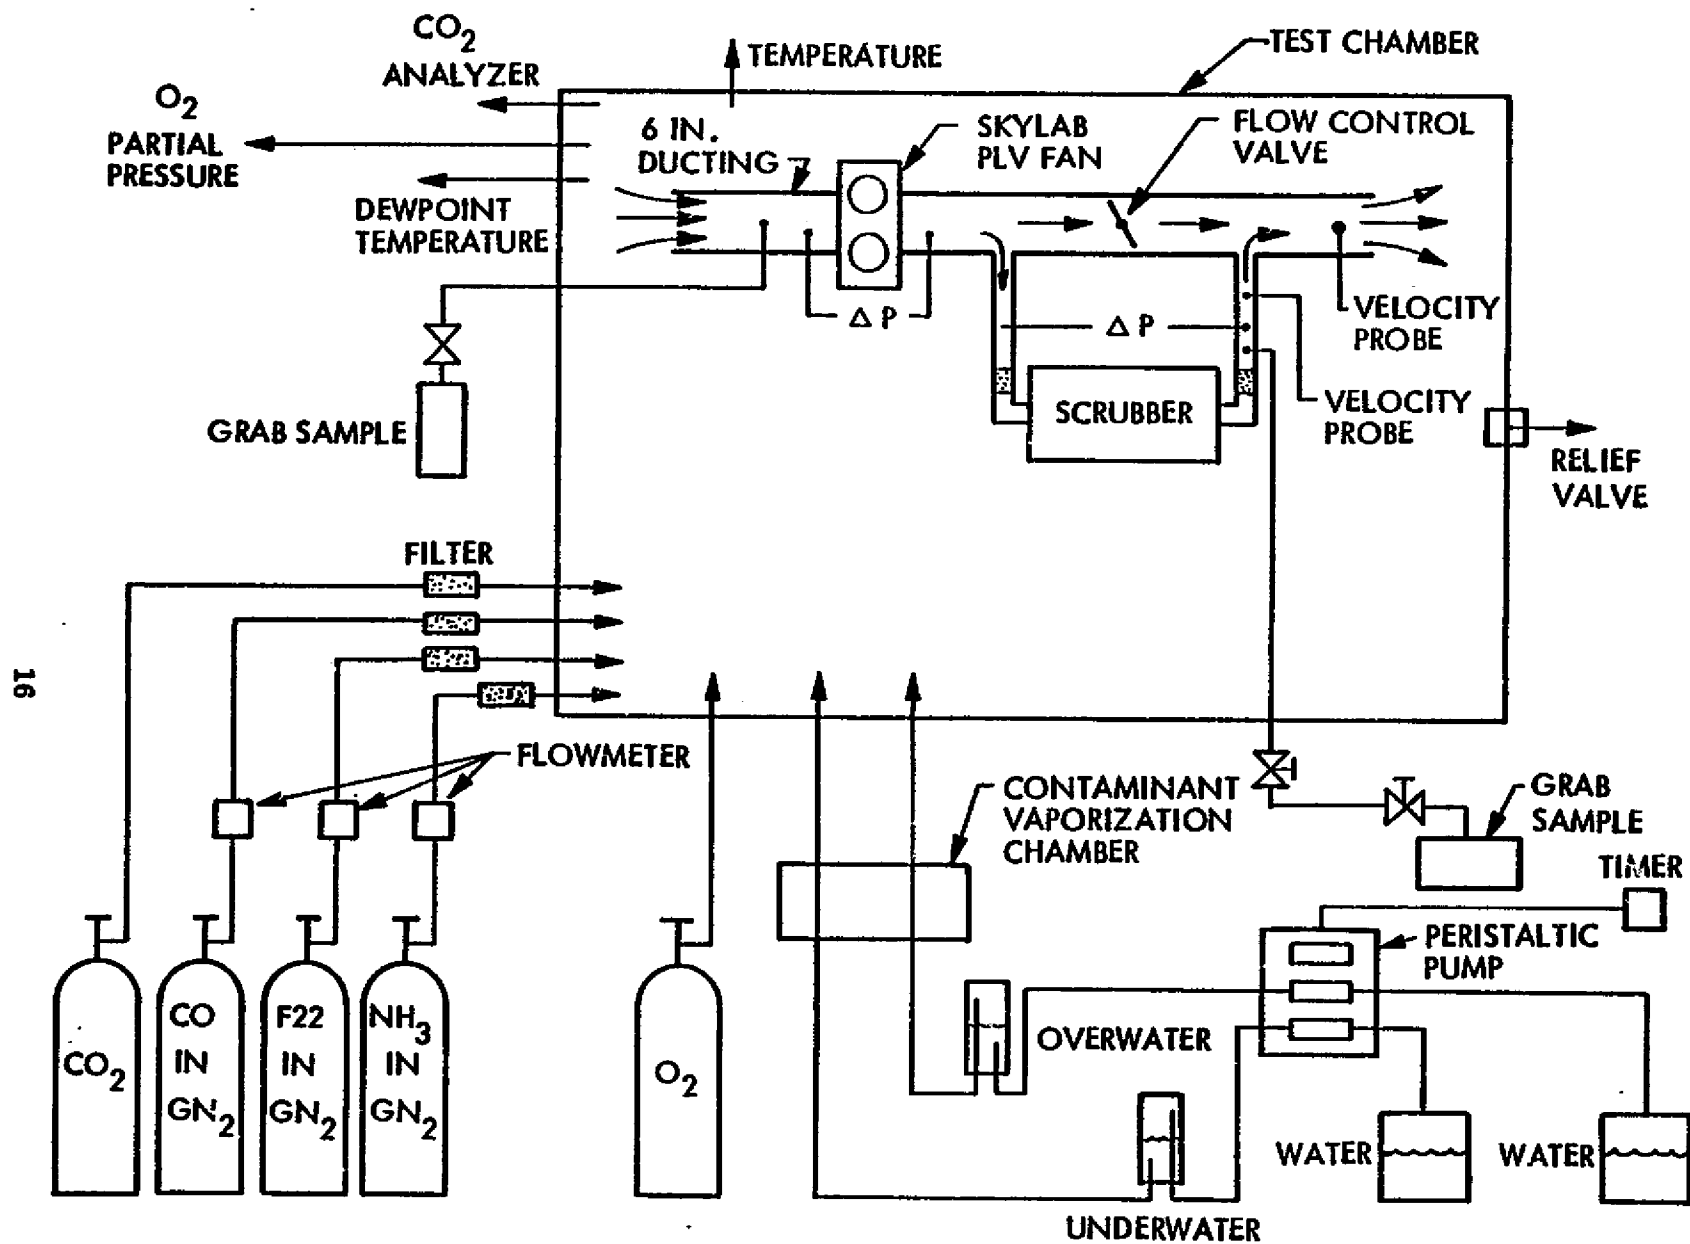 CO2
ANALYZER
O2
PARTIAL
PRESSURE
DEWPOINT
TEMPERATURE
TEMPERATURE
TEST CHAMBER
6 IN.
DUCTING
SKYLAB
PLV FAN
FLOW CONTROL
VALVE
Δ P
Δ P
VELOCITY
PROBE
VELOCITY
PROBE
SCRUBBER
RELIEF
VALVE
GRAB SAMPLE
FILTER
16
FLOWMETER
CONTAMINANT
VAPORIZATION
CHAMBER
GRAB
SAMPLE
TIMER
PERISTALTIC
PUMP
OVERWATER
UNDERWATER
WATER
WATER
CO2
CO
IN
GN2
F22
IN
GN2
NH3
IN
GN2
O2